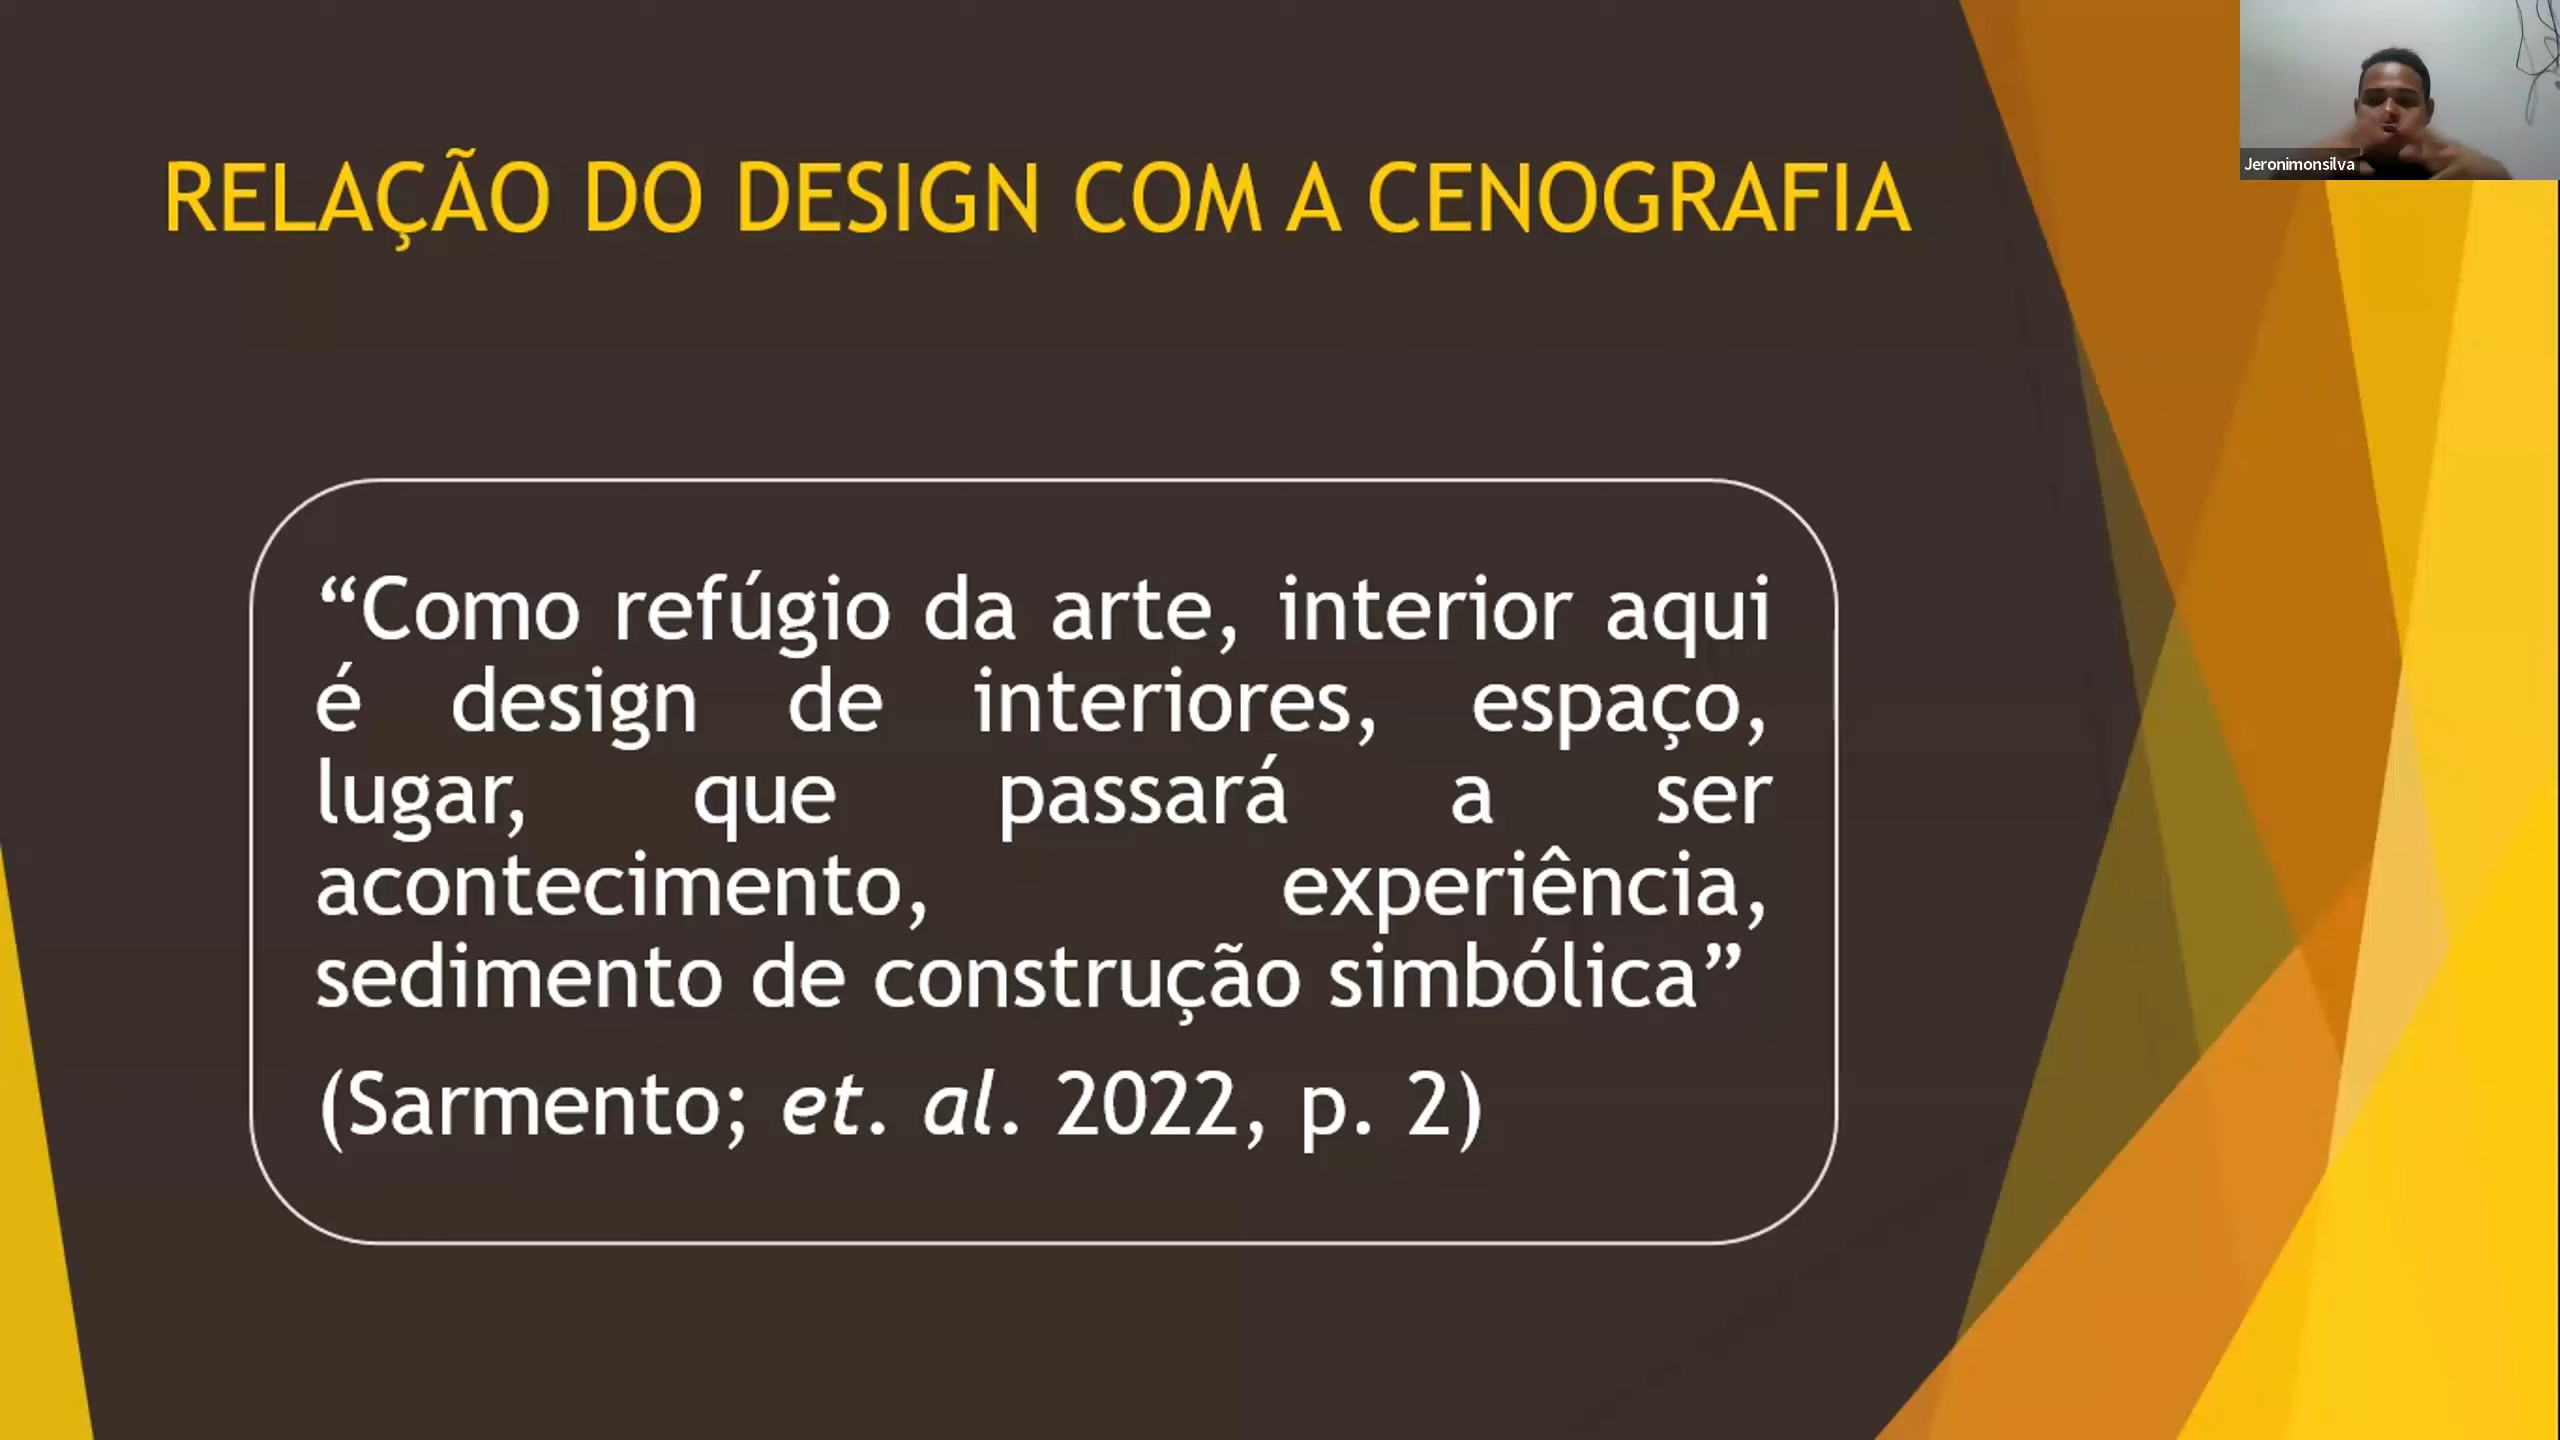 RELAÇÃO DO DESIGN COM A CENOGRAFIA
Jeronimonsilva
“Como refúgio da arte, interior aqui
é design de interiores, espaço,
lugar, que passará a ser
acontecimento, experiência,
sedimento de construção simbólica”
(Sarmento; et. al. 2022, p. 2)